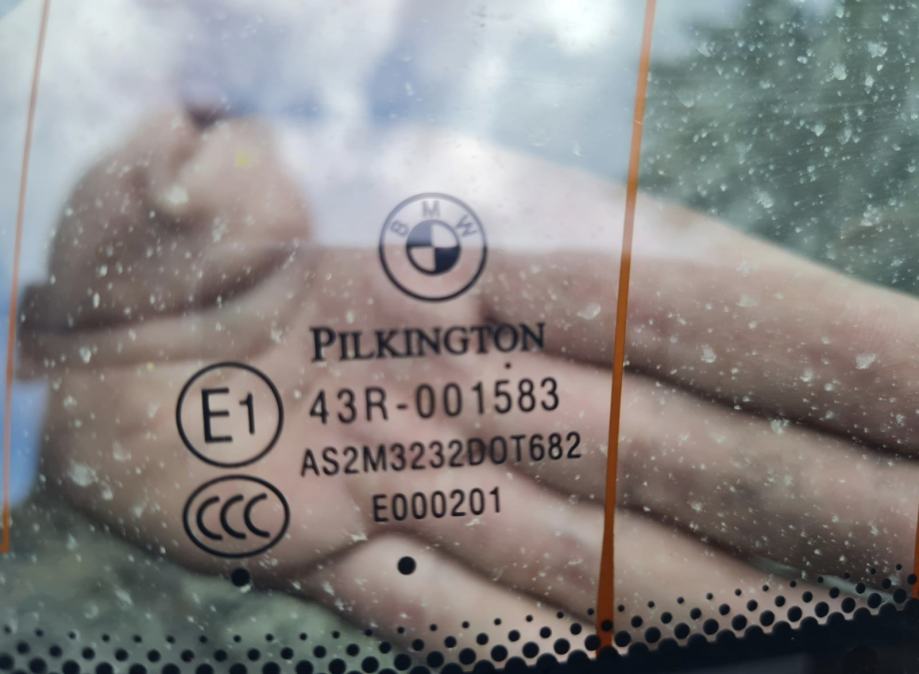 BMW
PILKINGTON
E1 43R-001583
AS2M3232DOT682
CCC E000201